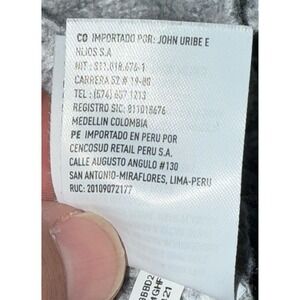 CO IMPORTADO POR: JOHN URIBE E
HIJOS S.A
NIT: 811.018.676-1
CARRERA 52 # 19-80
TEL: (574) 607 1213
REGISTRO SIC: 811018676
MEDELLIN COLOMBIA
PE IMPORTADO EN PERU POR
CENCOSUD RETAIL PERU S.A.
CALLE AUGUSTO ANGULO #130
SAN ANTONIO-MIRAFLORES, LIMA-PERU
RUC: 20109072177